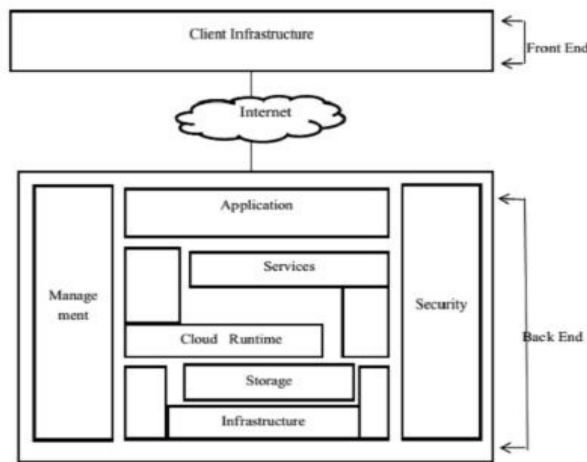 Client Infrastructure
Front End
Internet
Application
Services
Manage
ment
Security
Cloud Runtime
Back End
Storage
Infrastructure